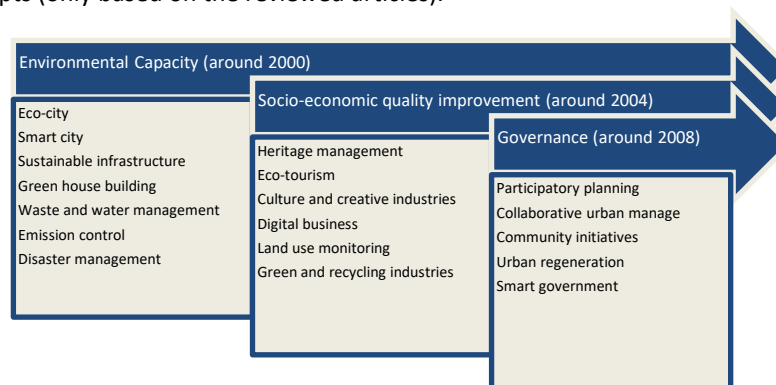 pts (only based on the reviewed articles).
Environmental Capacity (around 2000)
Eco-city
Smart city
Sustainable infrastructure
Green house building
Waste and water management
Emission control
Disaster management
Socio-economic quality improvement (around 2004)
Heritage management
Eco-tourism
Culture and creative industries
Digital business
Land use monitoring
Green and recycling industries
Governance (around 2008)
Participatory planning
Collaborative urban manage
Community initiatives
Urban regeneration
Smart government